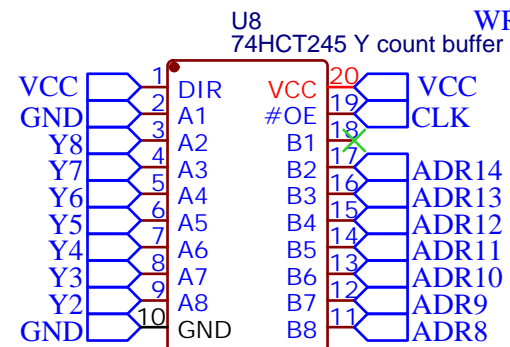 U8 WR
74HCT245 Y count buffer
VCC 1 DIR VCC 20 VCC
GND 2 A1 #OE 19 CLK
Y8 3 A2 B1 18
Y7 4 A3 B2 17 ADR14
Y6 5 A4 B3 16 ADR13
Y5 6 A5 B4 15 ADR12
Y4 7 A6 B5 14 ADR11
Y3 8 A7 B6 13 ADR10
Y2 9 A8 B7 12 ADR9
GND 10 GND B8 11 ADR8